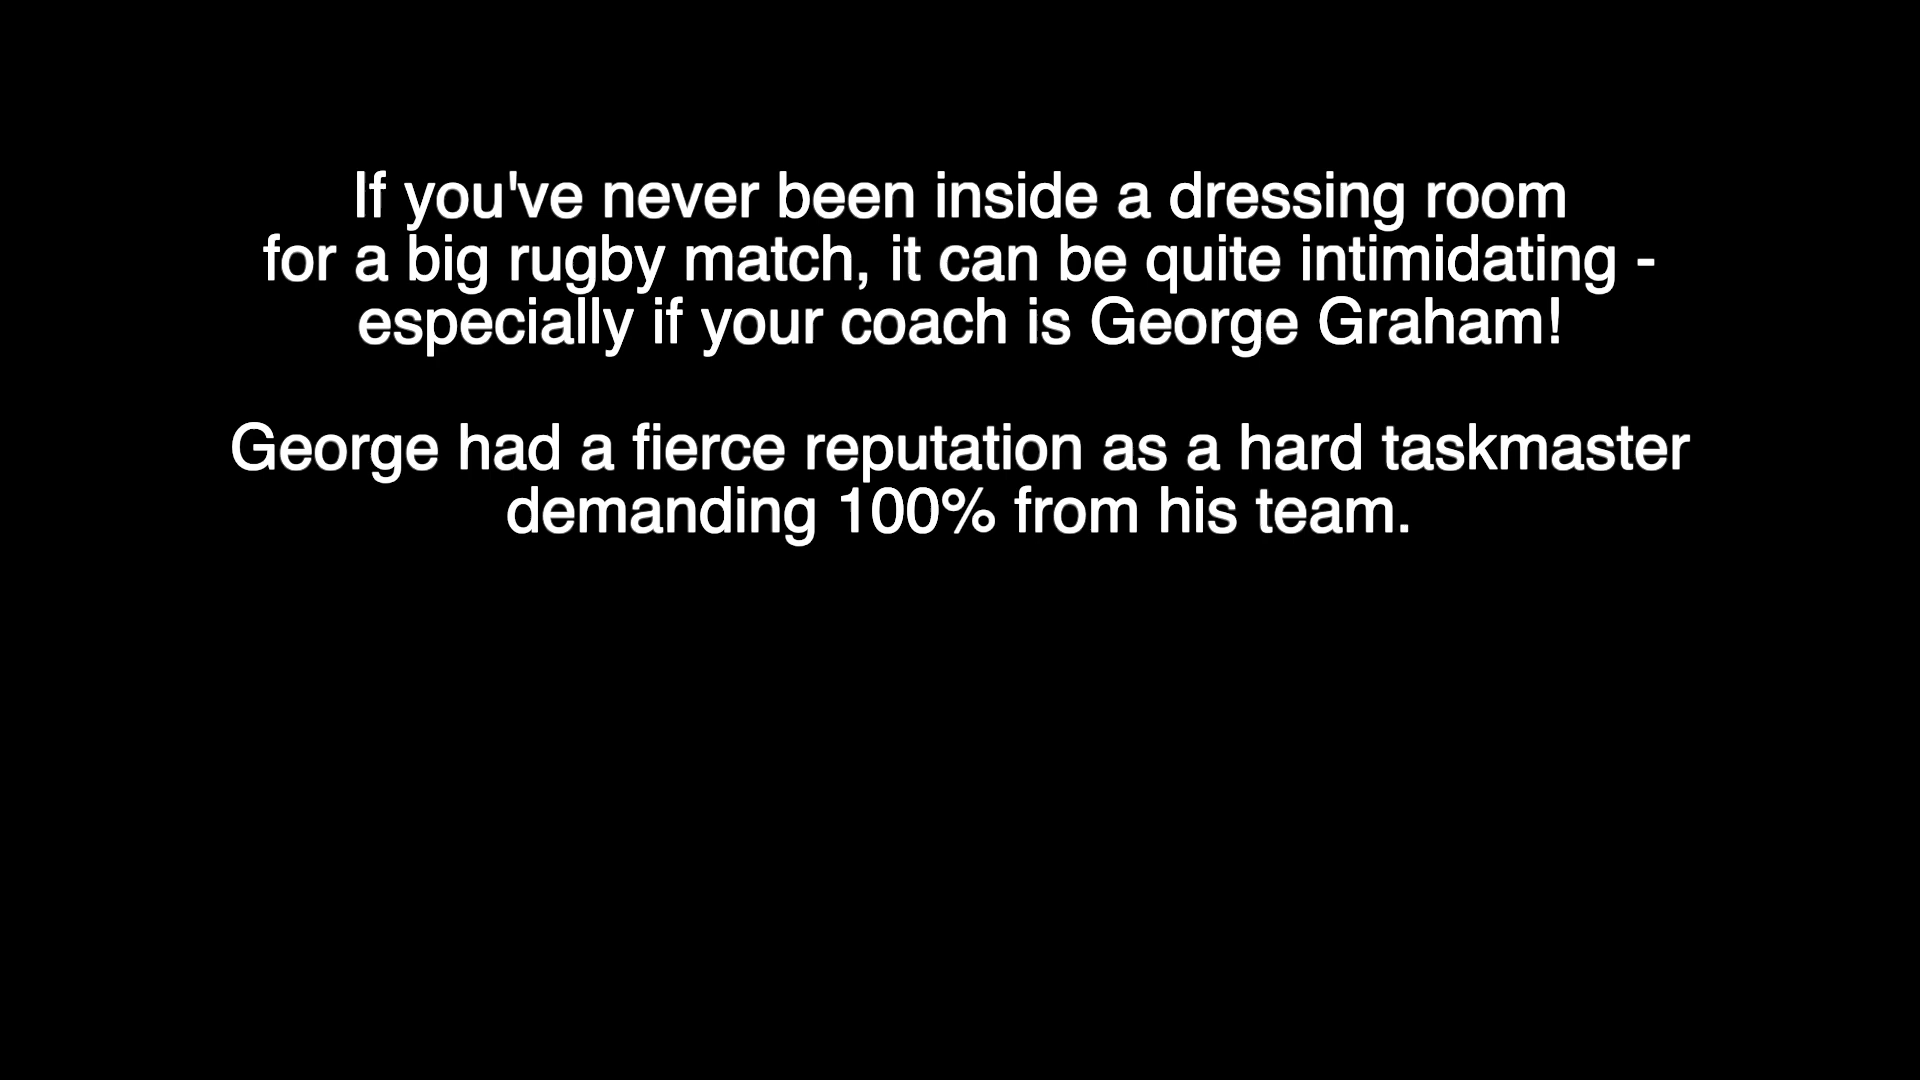 If you've never been inside a dressing room
for a big rugby match, it can be quite intimidating -
especially if your coach is George Graham!
George had a fierce reputation as a hard taskmaster
demanding 100% from his team.